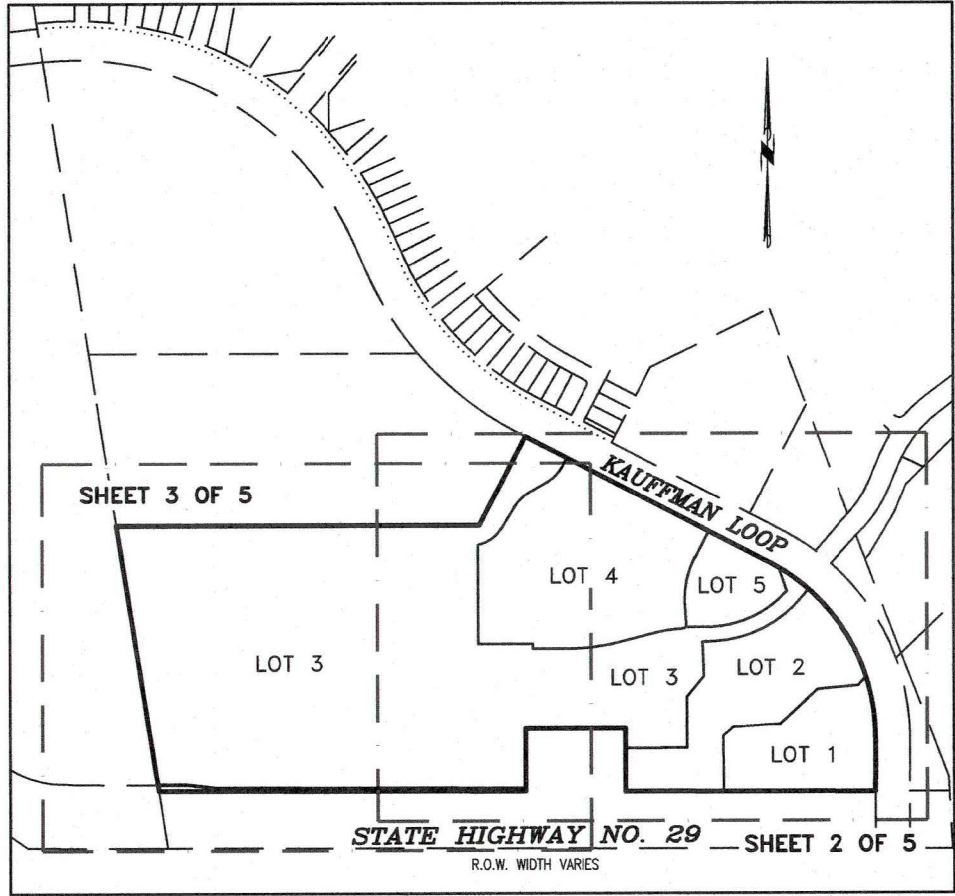 SHEET 3 OF 5
KAUFFMAN LOOP
LOT 4
LOT 5
LOT 3
LOT 3
LOT 2
LOT 1
STATE HIGHWAY NO. 29
SHEET 2 OF 5
R.O.W. WIDTH VARIES